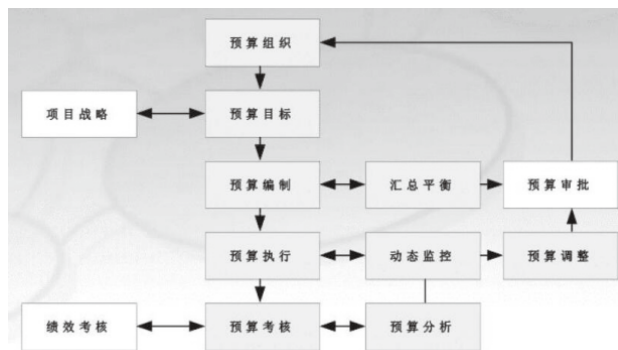 预算组织
项目战略
预算目标
预算编制
汇总平衡
预算审批
预算执行
动态监控
预算调整
绩效考核
预算考核
预算分析